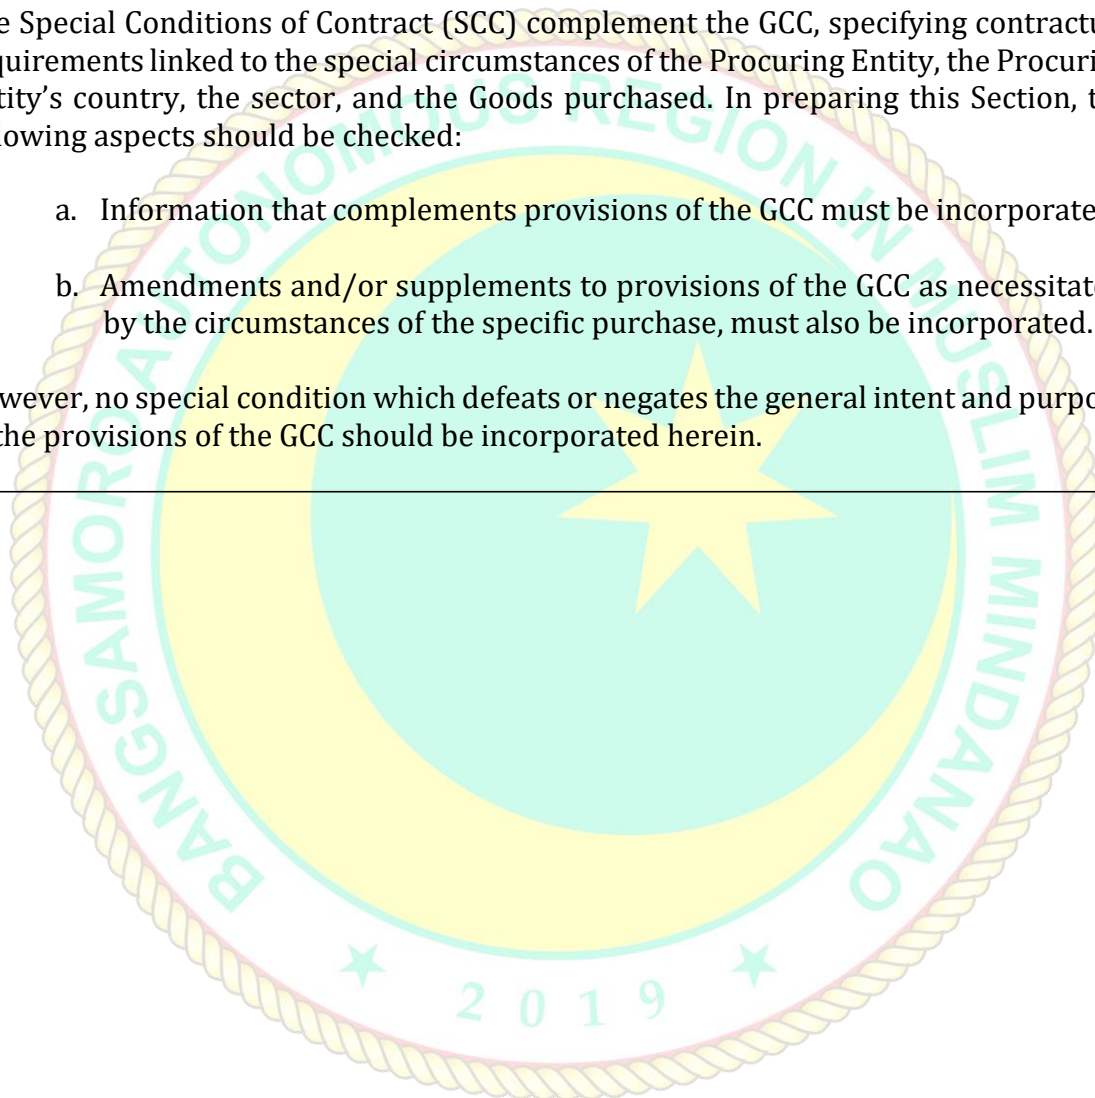 e Special Conditions of Contract (SCC) complement the GCC, specifying contractu
quirements linked to the special circumstances of the Procuring Entity, the Procuri
tity’s country, the sector, and the Goods purchased. In preparing this Section, t
lowing aspects should be checked:
a. Information that complements provisions of the GCC must be incorporate
b. Amendments and/or supplements to provisions of the GCC as necessitate
by the circumstances of the specific purchase, must also be incorporated.
wever, no special condition which defeats or negates the general intent and purpo
the provisions of the GCC should be incorporated herein.
BANGSAMORO AUTONOMOUS REGION IN MUSLIM MINDANAO
2019